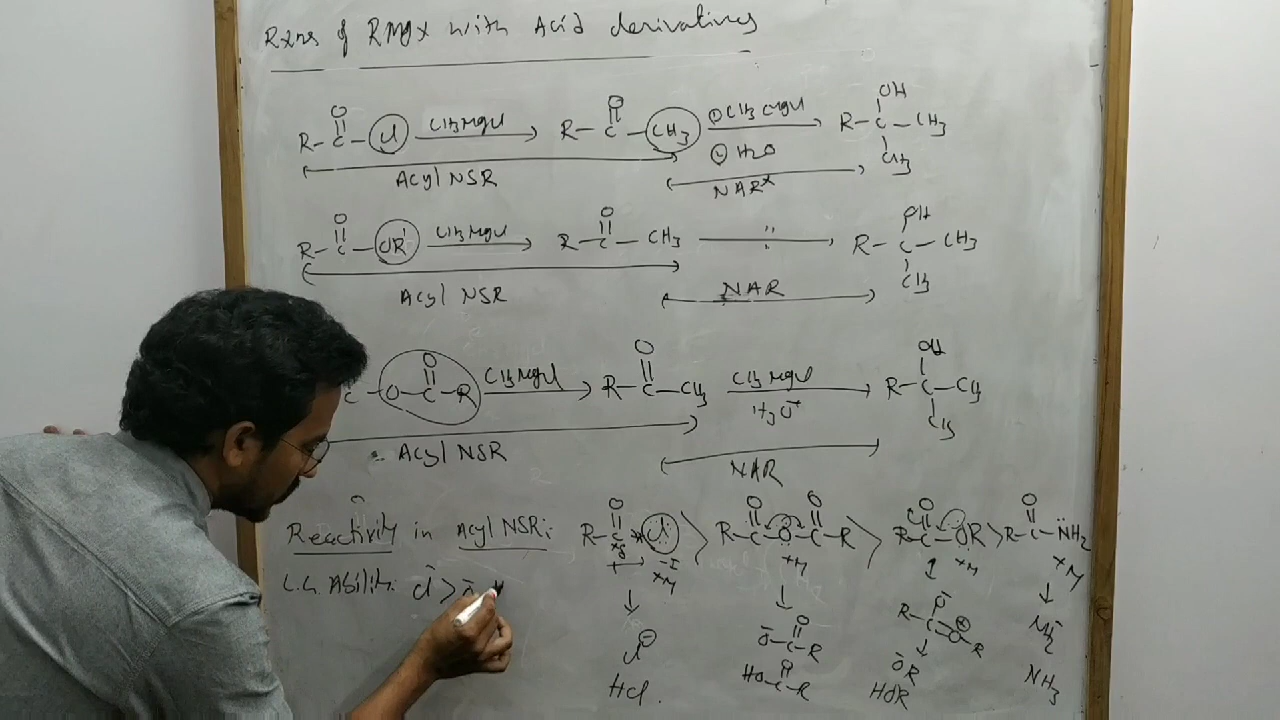 Rxns of RMgX with Acid derivatives
O OH
R-C-Cl CH3MgCl R-C-CH3 ① CH3MgCl R-C-CH3
② H2O CH3
Acyl NSR NAR*
O O OH
R-C-OR' CH3MgCl R-C-CH3 '' R-C-CH3
CH3
Acyl NSR NAR
O O OH
C-O-C-R CH3MgCl R-C-CH3 CH3MgCl R-C-CH3
H3O+ CH3
Acyl NSR NAR
Reactivity in Acyl NSR: R-C-Cl > R-C-O-C-R > R-C-OR > R-C-NH2
L.G. Ability: Cl >
HCl HO-C-R HOR NH3